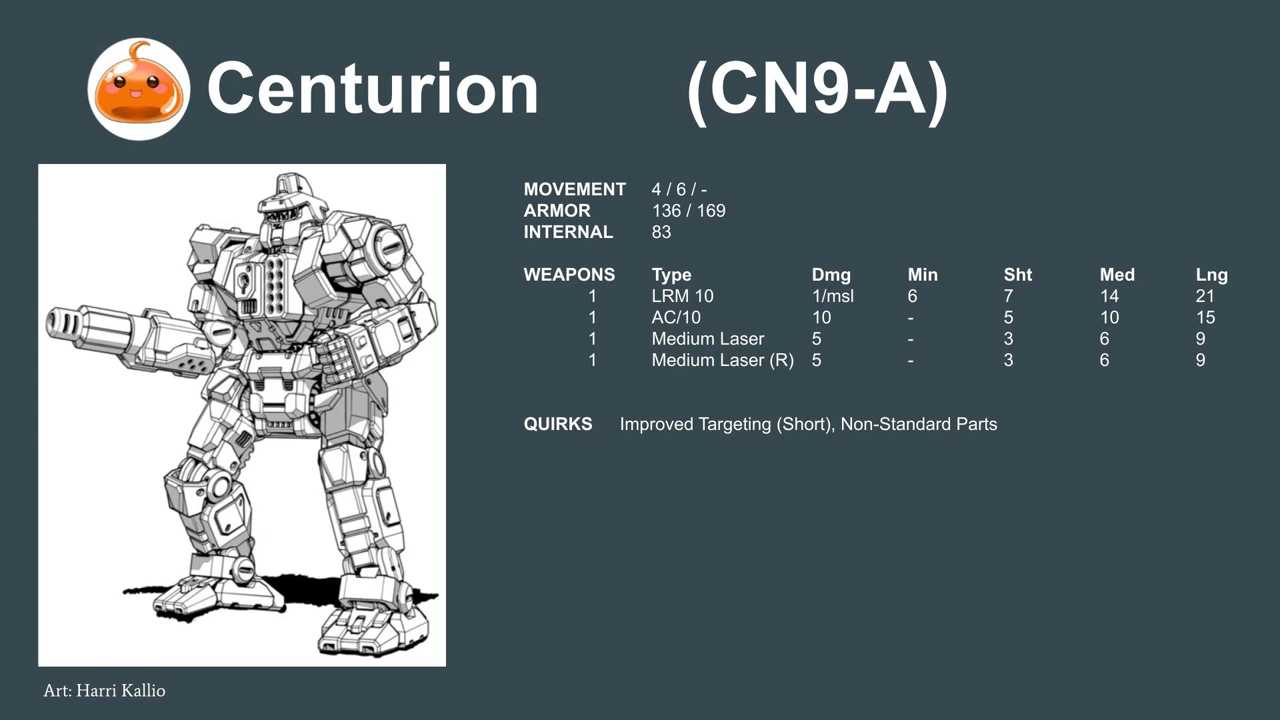 Centurion (CN9-A)
MOVEMENT 4 / 6 / -
ARMOR 136 / 169
INTERNAL 83
WEAPONS Type Dmg Min Sht Med Lng
1 LRM 10 1/msl 6 7 14 21
1 AC/10 10 - 5 10 15
1 Medium Laser 5 - 3 6 9
1 Medium Laser (R) 5 - 3 6 9
QUIRKS Improved Targeting (Short), Non-Standard Parts
Art: Harri Kallio